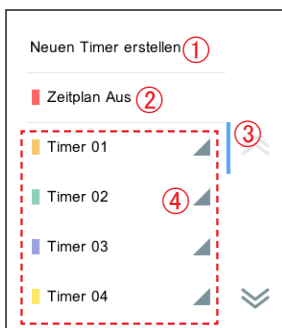 Neuen Timer erstellen ①
Zeitplan Aus ②
③
Timer 01
Timer 02 ④
Timer 03
Timer 04